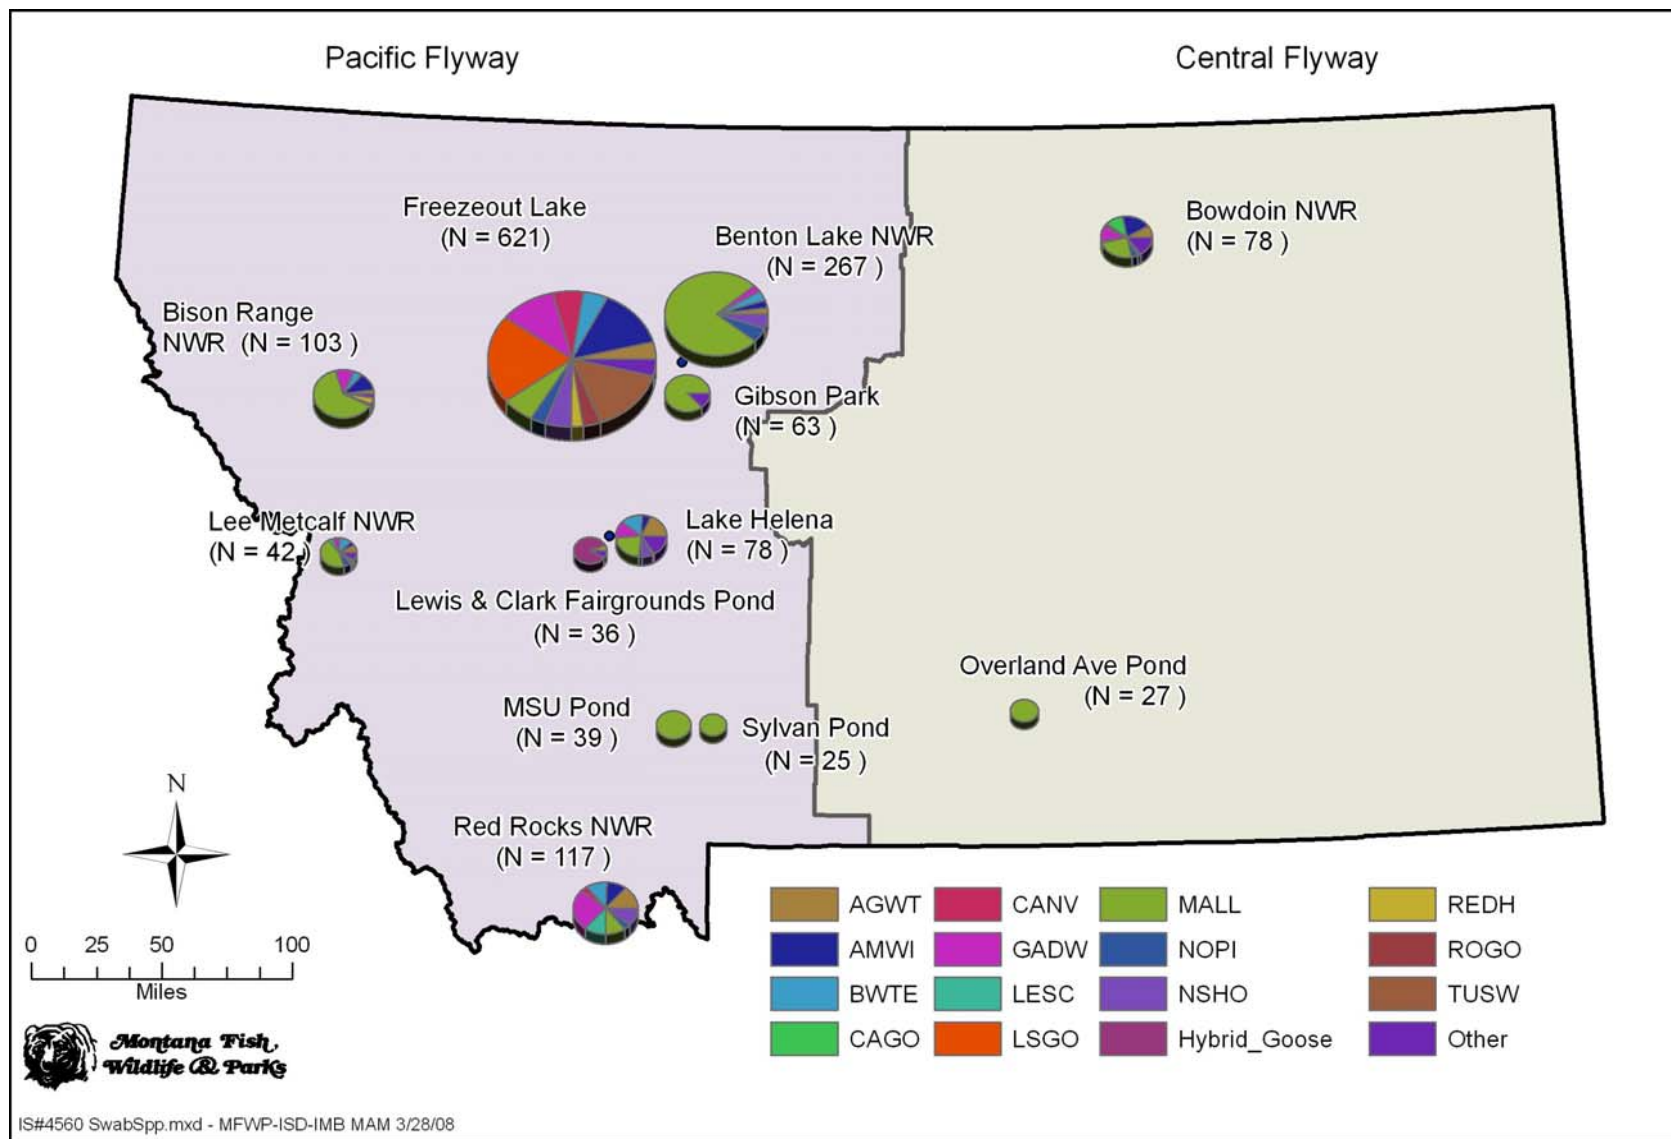 Pacific Flyway
Central Flyway
Freezeout Lake
(N = 621)
Benton Lake NWR
(N = 267 )
Bowdoin NWR
(N = 78 )
Bison Range
NWR (N = 103 )
Gibson Park
(N = 63 )
Lee Metcalf NWR
(N = 42 )
Lake Helena
(N = 78 )
Lewis & Clark Fairgrounds Pond
(N = 36 )
Overland Ave Pond
(N = 27 )
MSU Pond
(N = 39 )
Sylvan Pond
(N = 25 )
N
Red Rocks NWR
(N = 117 )
0 25 50 100
Miles
AGWT CANV MALL REDH
AMWI GADW NOPI ROGO
BWTE LESC NSHO TUSW
CAGO LSGO Hybrid_Goose Other
Montana Fish,
Wildlife & Parks
IS#4560 SwabSpp.mxd - MFWP-ISD-IMB MAM 3/28/08